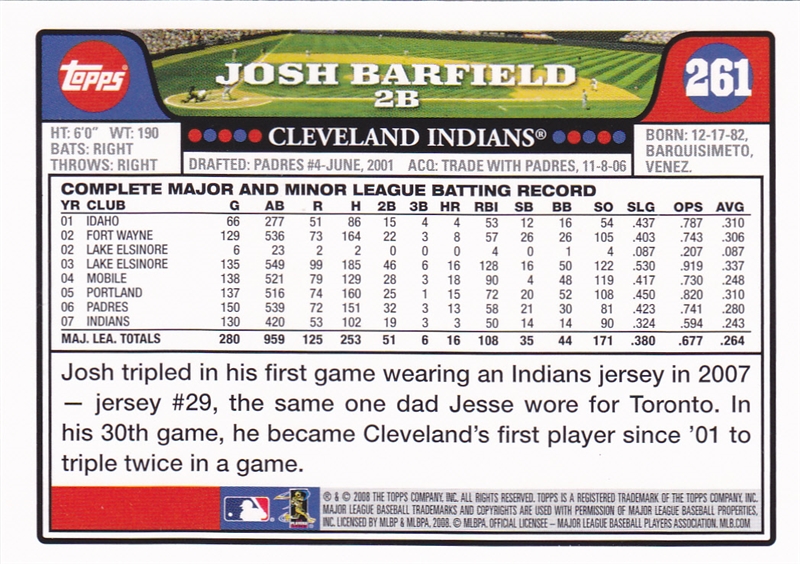 TOPPS®
JOSH BARFIELD
2B
261
HT: 6'0" WT: 190
BATS: RIGHT
THROWS: RIGHT
CLEVELAND INDIANS®
DRAFTED: PADRES #4-JUNE, 2001 ACQ: TRADE WITH PADRES, 11-8-06
BORN: 12-17-82,
BARQUISIMETO,
VENEZ.
COMPLETE MAJOR AND MINOR LEAGUE BATTING RECORD
YR CLUB G AB R H 2B 3B HR RBI SB BB SO SLG OPS AVG
01 IDAHO 66 277 51 86 15 4 4 53 12 16 54 .437 .787 .310
02 FORT WAYNE 129 536 73 164 22 3 8 57 26 26 105 .403 .743 .306
02 LAKE ELSINORE 6 23 2 2 0 0 0 4 0 1 4 .087 .207 .087
03 LAKE ELSINORE 135 549 99 185 46 6 16 128 16 50 122 .530 .919 .337
04 MOBILE 138 521 79 129 28 3 18 90 4 48 119 .417 .730 .248
05 PORTLAND 137 516 74 160 25 1 15 72 20 52 108 .450 .820 .310
06 PADRES 150 539 72 151 32 3 13 58 21 30 81 .423 .741 .280
07 INDIANS 130 420 53 102 19 3 3 50 14 14 90 .324 .594 .243
MAJ. LEA. TOTALS 280 959 125 253 51 6 16 108 35 44 171 .380 .677 .264
Josh tripled in his first game wearing an Indians jersey in 2007
— jersey #29, the same one dad Jesse wore for Toronto. In
his 30th game, he became Cleveland's first player since '01 to
triple twice in a game.
® & © 2008 THE TOPPS COMPANY, INC. ALL RIGHTS RESERVED. TOPPS IS A REGISTERED TRADEMARK OF THE TOPPS COMPANY, INC.
MAJOR LEAGUE BASEBALL TRADEMARKS AND COPYRIGHTS ARE USED WITH PERMISSION OF MAJOR LEAGUE BASEBALL PROPERTIES,
INC. LICENSED BY MLBP & MLBPA, 2008. © MLBPA. OFFICIAL LICENSEE – MAJOR LEAGUE BASEBALL PLAYERS ASSOCIATION. MLB.COM